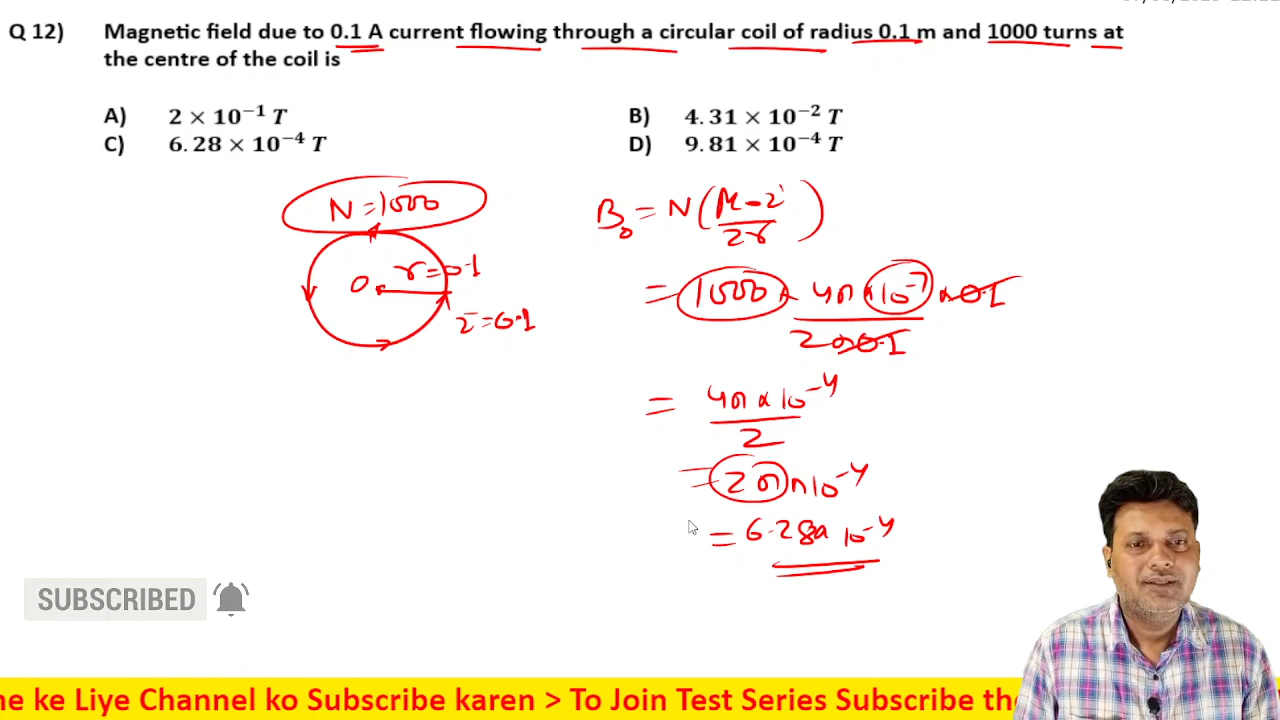 Q 12) Magnetic field due to 0.1 A current flowing through a circular coil of radius 0.1 m and 1000 turns at
the centre of the coil is
A) 2 × 10⁻¹ T B) 4.31 × 10⁻² T
C) 6.28 × 10⁻⁴ T D) 9.81 × 10⁻⁴ T
N = 1000
O r = 0.1
I = 0.1
B₀ = N (μ₀ I / 2r)
= 1000 × 4π × 10⁻⁷ × 0.1
2 × 0.1
= 4π × 10⁻⁴
2
= 2π × 10⁻⁴
= 6.28 × 10⁻⁴
SUBSCRIBED
ne ke Liye Channel ko Subscribe karen > To Join Test Series Subscribe the